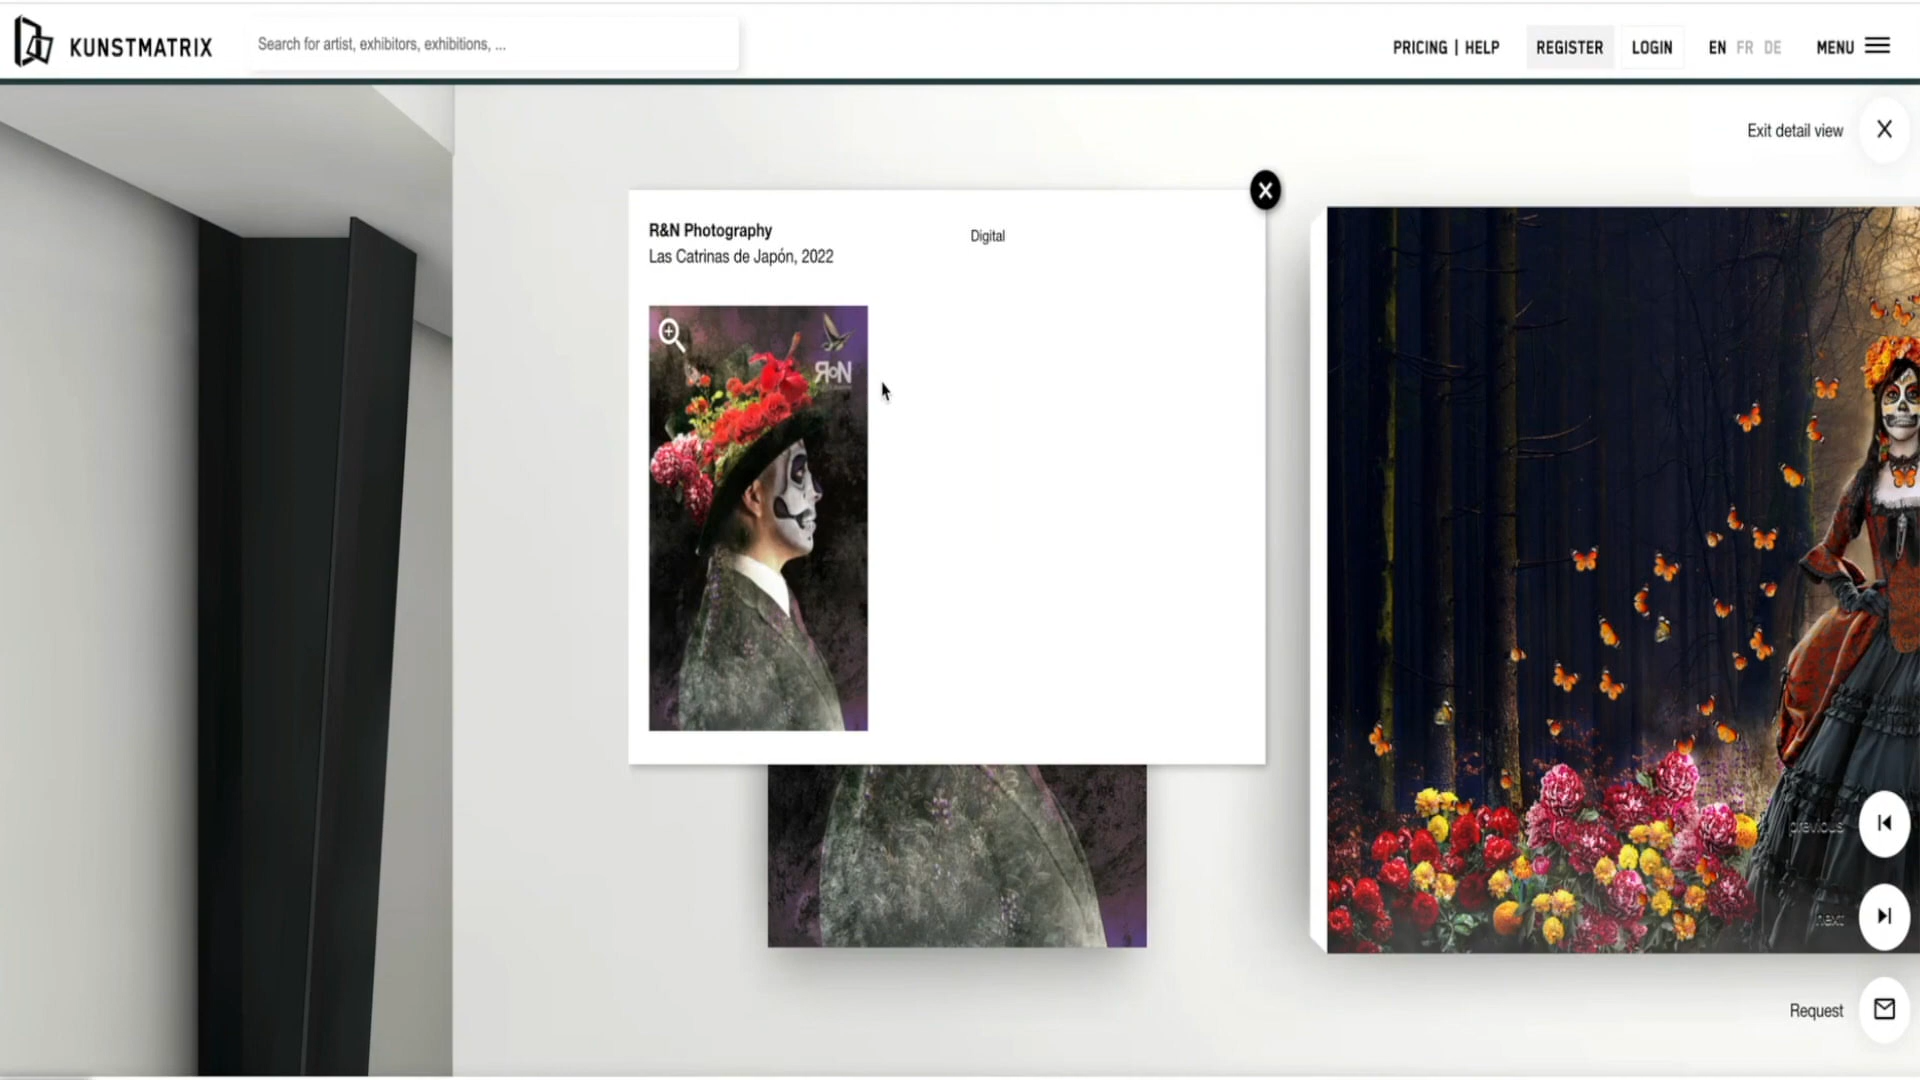 KUNSTMATRIX
Search for artist, exhibitors, exhibitions, ...
PRICING | HELP
REGISTER
LOGIN
EN FR DE
MENU
Exit detail view
R&N Photography
Las Catrinas de Japón, 2022
Digital
RN
previous
next
Request